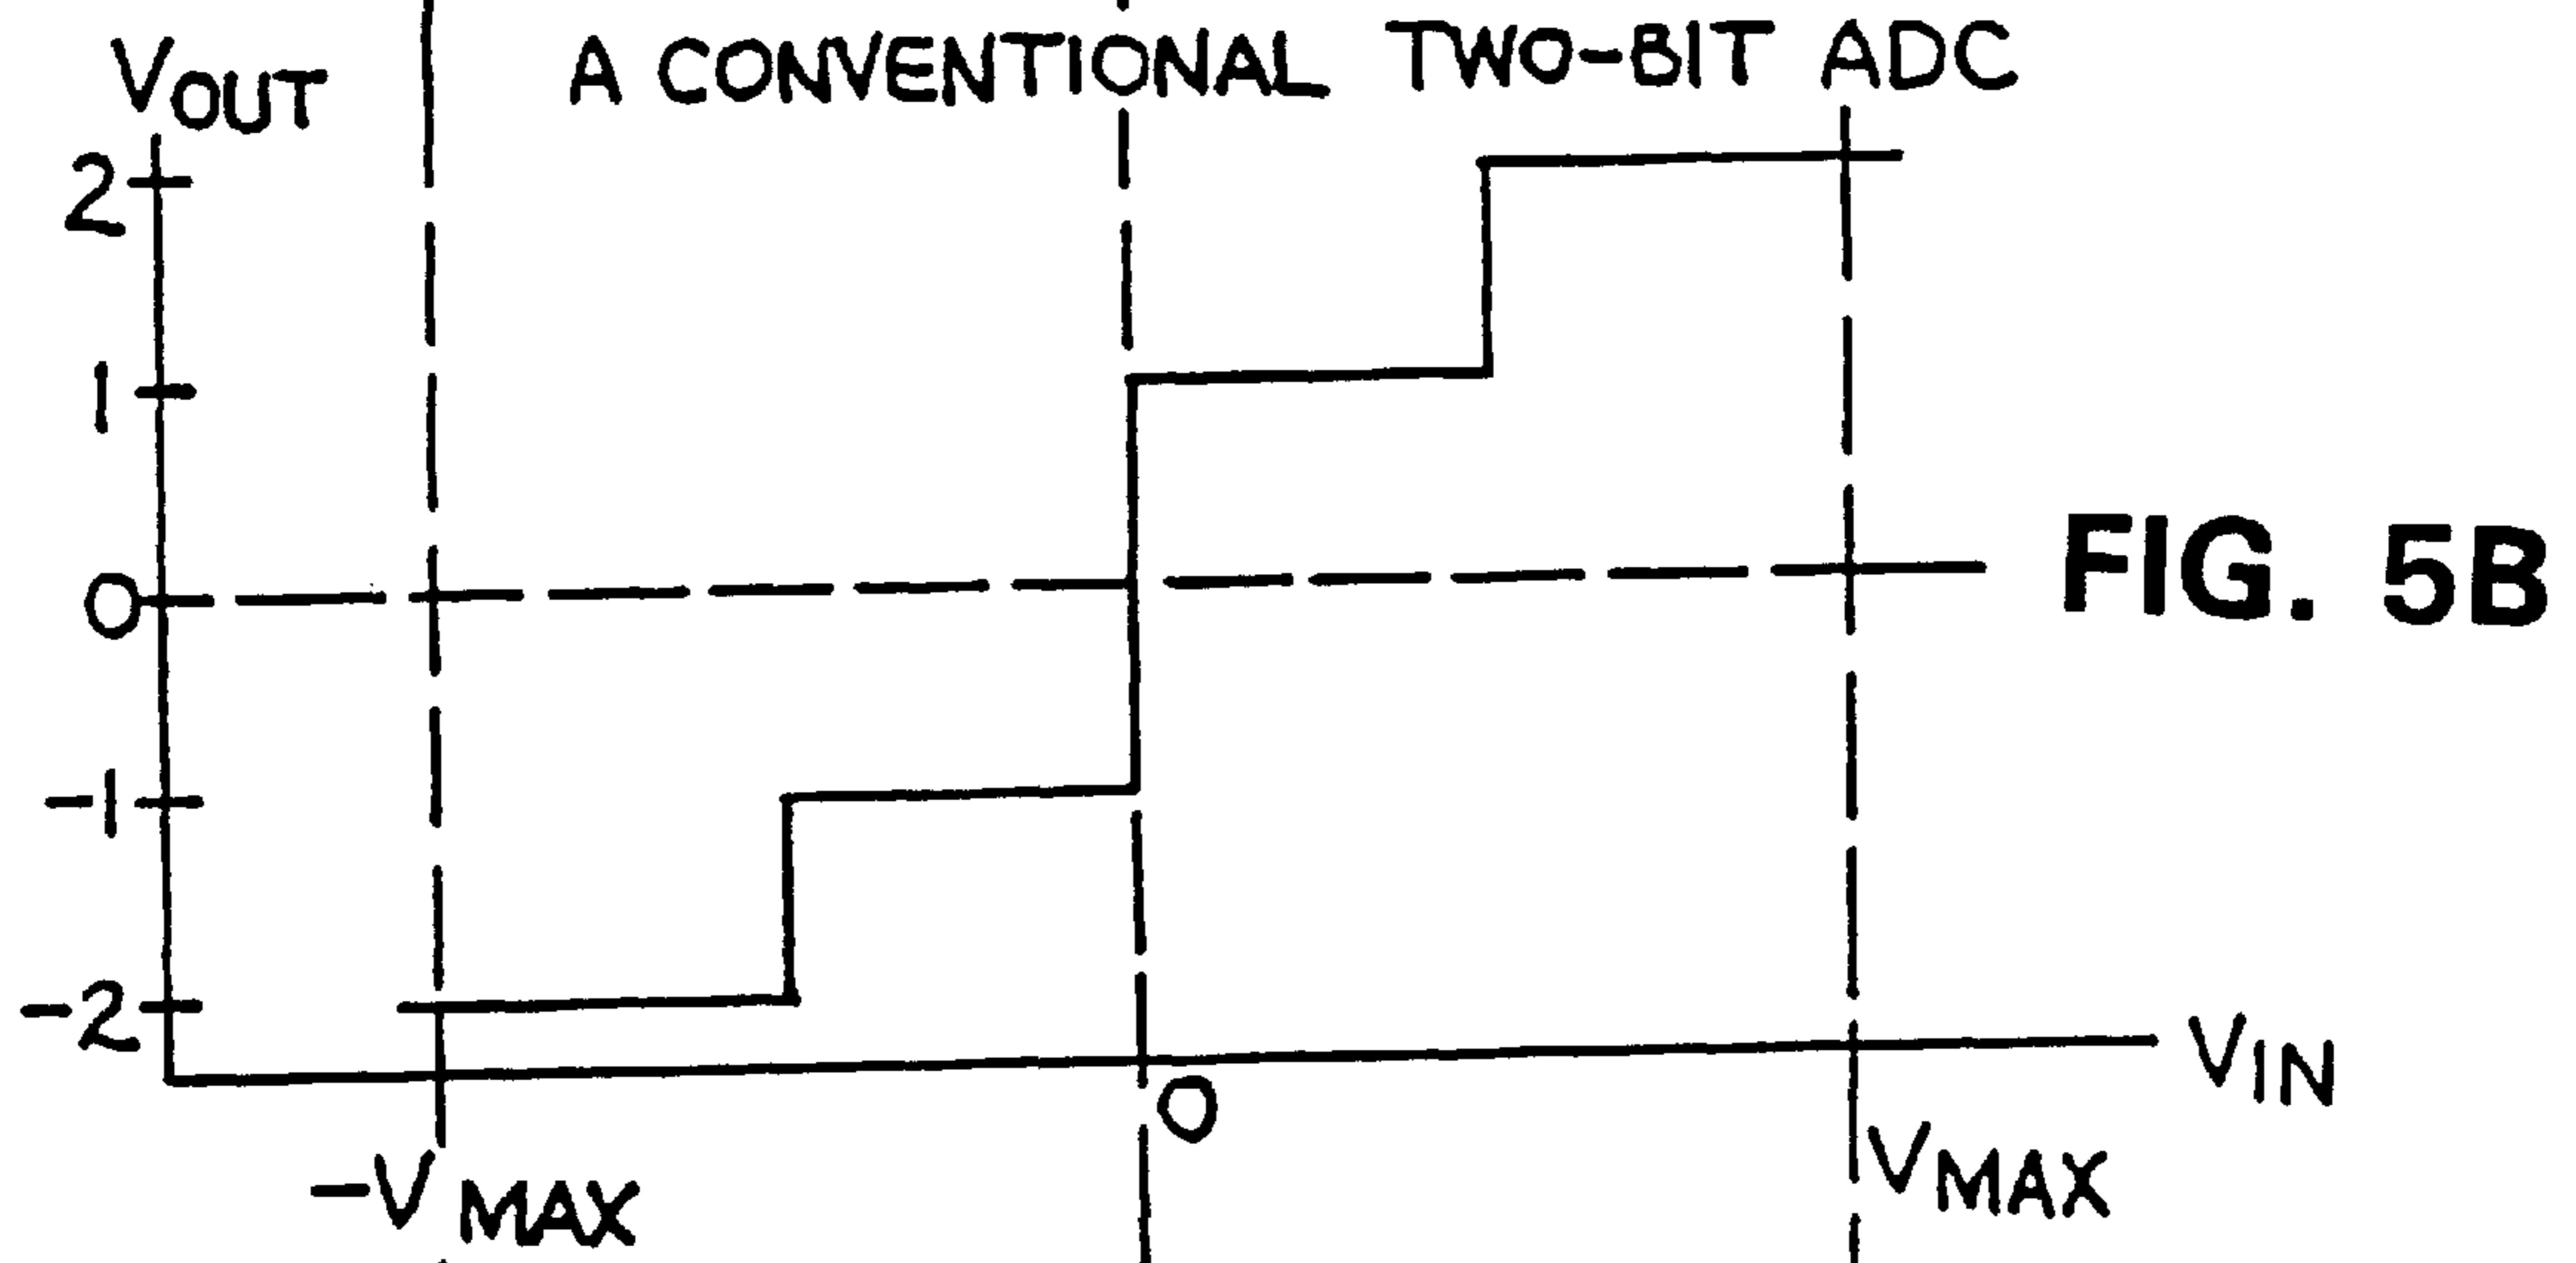 A CONVENTIONAL TWO-BIT ADC
VOUT
2
1
0
-1
-2
FIG. 5B
VIN
0
-VMAX
VMAX